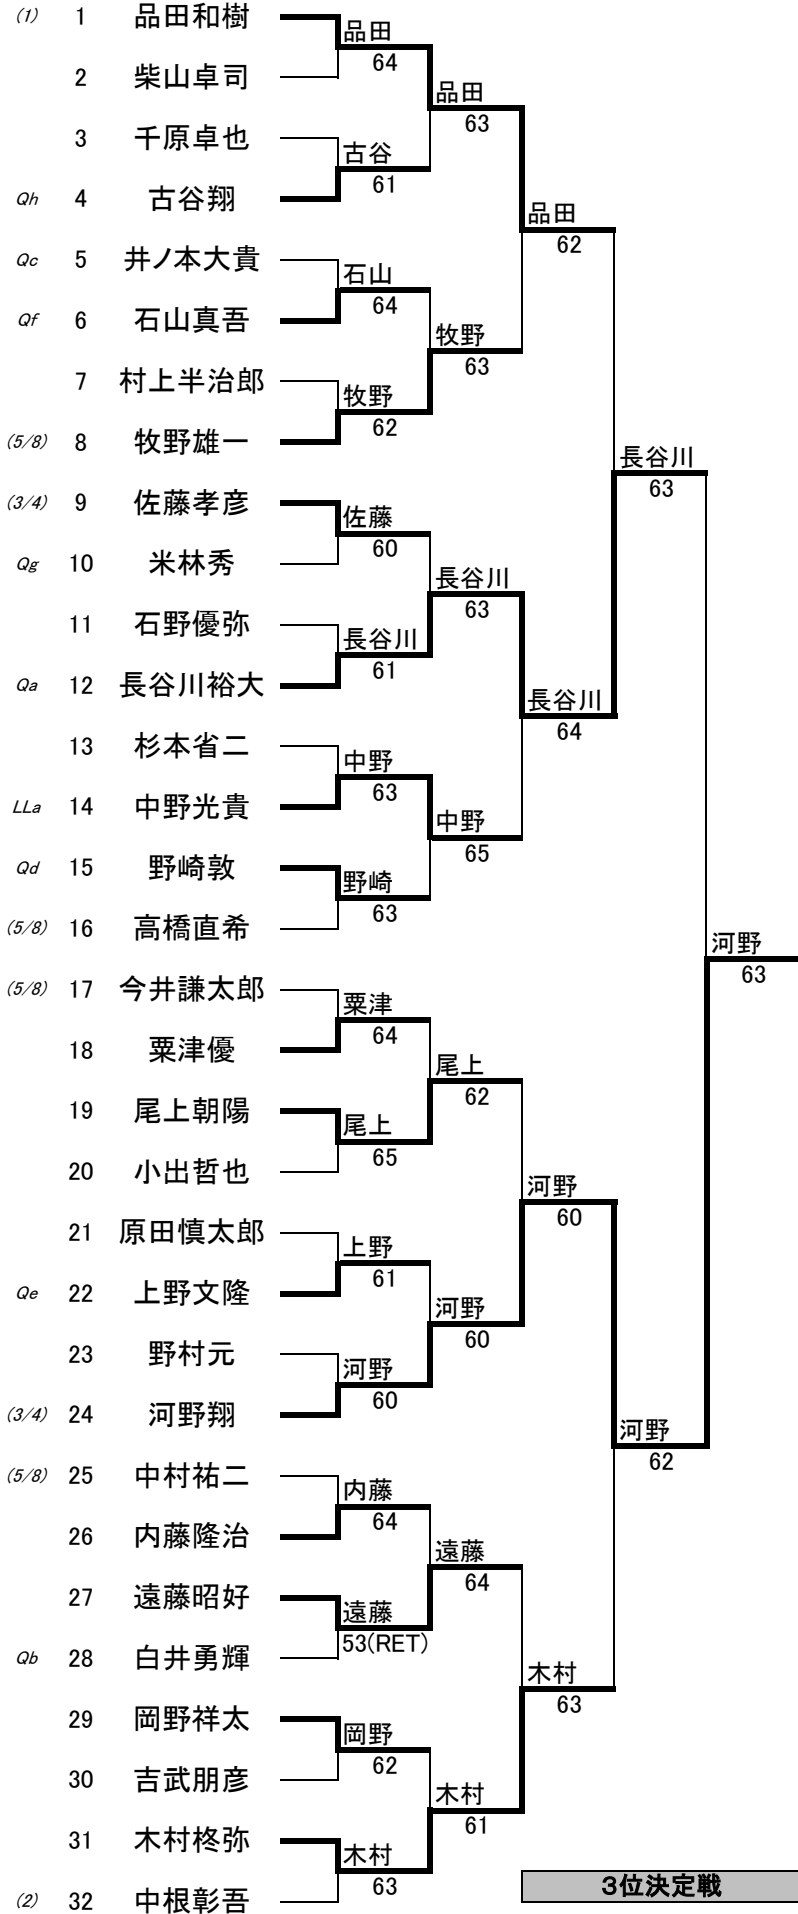 (1) 1 品田和樹
2 柴山卓司
3 千原卓也
Qh 4 古谷翔
Qc 5 井ノ本大貴
Qf 6 石山真吾
7 村上半治郎
(5/8) 8 牧野雄一
(3/4) 9 佐藤孝彦
Qg 10 米林秀
11 石野優弥
Qa 12 長谷川裕大
13 杉本省二
LLa 14 中野光貴
Qd 15 野崎敦
(5/8) 16 高橋直希
(5/8) 17 今井謙太郎
18 粟津優
19 尾上朝陽
20 小出哲也
21 原田慎太郎
Qe 22 上野文隆
23 野村元
(3/4) 24 河野翔
(5/8) 25 中村祐二
26 内藤隆治
27 遠藤昭好
Qb 28 白井勇輝
29 岡野祥太
30 吉武朋彦
31 木村柊弥
(2) 32 中根彰吾
品田
64
古谷
61
石山
64
牧野
62
佐藤
60
長谷川
61
中野
63
野崎
63
粟津
64
尾上
65
上野
61
河野
60
内藤
64
遠藤
53(RET)
岡野
62
木村
63
品田
63
牧野
63
長谷川
63
中野
65
尾上
62
河野
60
遠藤
64
木村
61
品田
62
長谷川
64
河野
60
木村
63
長谷川
63
河野
62
河野
63
３位決定戦